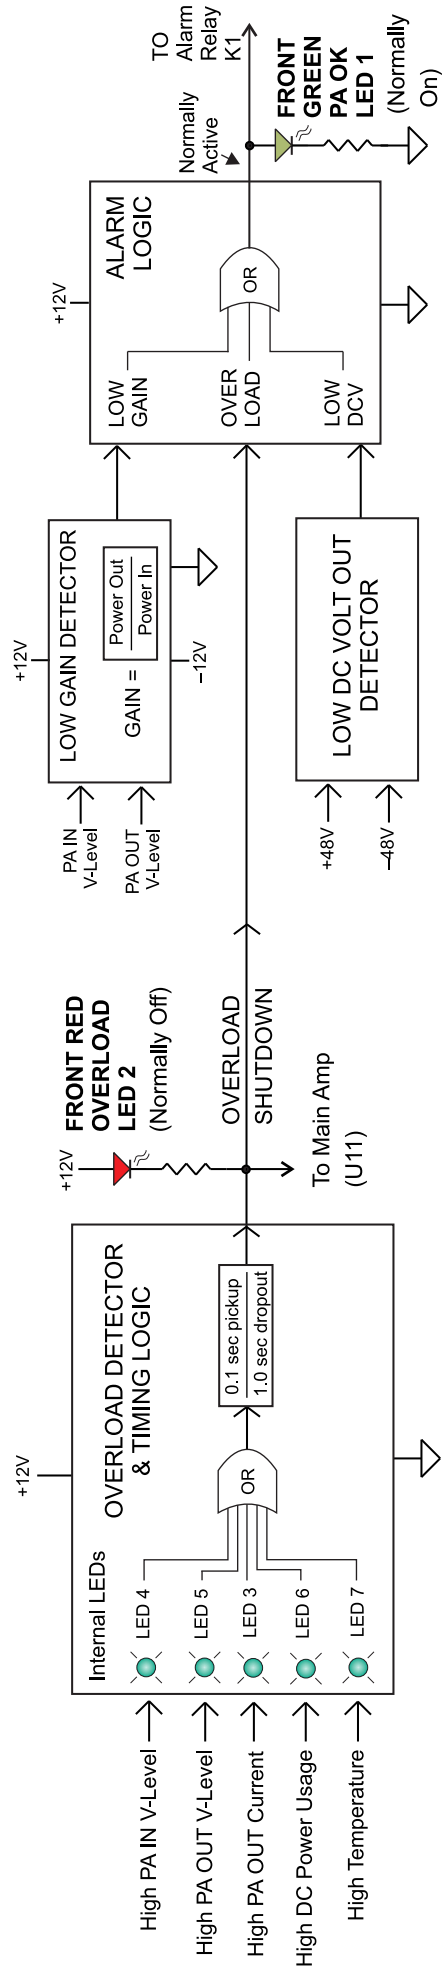 High PA IN V-Level
High PA OUT V-Level
High PA OUT Current
High DC Power Usage
High Temperature
+12V
Internal LEDs
OVERLOAD DETECTOR
& TIMING LOGIC
LED 4
LED 5
LED 3
LED 6
LED 7
OR
0.1 sec pickup
1.0 sec dropout
FRONT RED
OVERLOAD
LED 2
(Normally Off)
+12V
OVERLOAD
SHUTDOWN
To Main Amp
(U11)
PA IN
V-Level
PA OUT
V-Level
+12V
LOW GAIN DETECTOR
GAIN =
Power Out
Power In
–12V
+48V
–48V
LOW DC VOLT OUT
DETECTOR
+12V
ALARM
LOGIC
LOW
GAIN
OVER
LOAD
LOW
DCV
OR
Normally
Active
TO
Alarm
Relay
K1
FRONT
GREEN
PA OK
LED 1
(Normally
On)